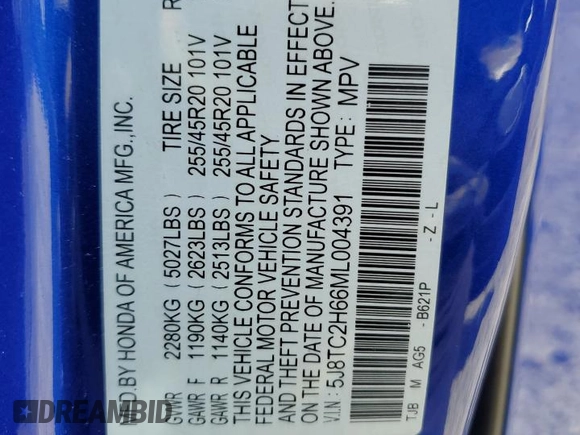 MFD.BY HONDA OF AMERICA MFG.,INC.
TIRE SIZE R
GVWR 2280KG (5027LBS)
GAWR F 1190KG (2623LBS) 255/45R20 101V
GAWR R 1140KG (2513LBS) 255/45R20 101V
THIS VEHICLE CONFORMS TO ALL APPLICABLE
FEDERAL MOTOR VEHICLE SAFETY
AND THEFT PREVENTION STANDARDS IN EFFECT
ON THE DATE OF MANUFACTURE SHOWN ABOVE.
V.I.N: 5J8TC2H66ML004391 TYPE: MPV
TJB M AG5 -B621P -Z-L
DREAMBID